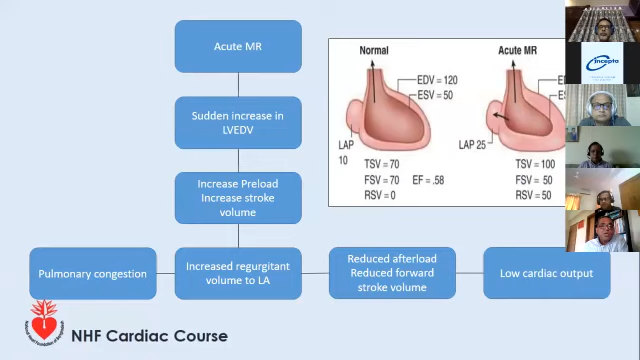 Acute MR
Sudden increase in
LVEDV
Increase Preload
Increase stroke
volume
Pulmonary congestion
Increased regurgitant
volume to LA
Reduced afterload
Reduced forward
stroke volume
Low cardiac output
Normal
EDV = 120
ESV = 50
LAP
10
TSV = 70
FSV = 70
RSV = 0
EF = .58
Acute MR
LAP 25
TSV = 100
FSV = 50
RSV = 50
incepta
NHF Cardiac Course